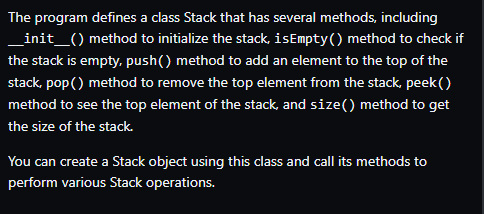 The program defines a class Stack that has several methods, including
__init__() method to initialize the stack, isEmpty() method to check if
the stack is empty, push() method to add an element to the top of the
stack, pop() method to remove the top element from the stack, peek()
method to see the top element of the stack, and size() method to get
the size of the stack.
You can create a Stack object using this class and call its methods to
perform various Stack operations.